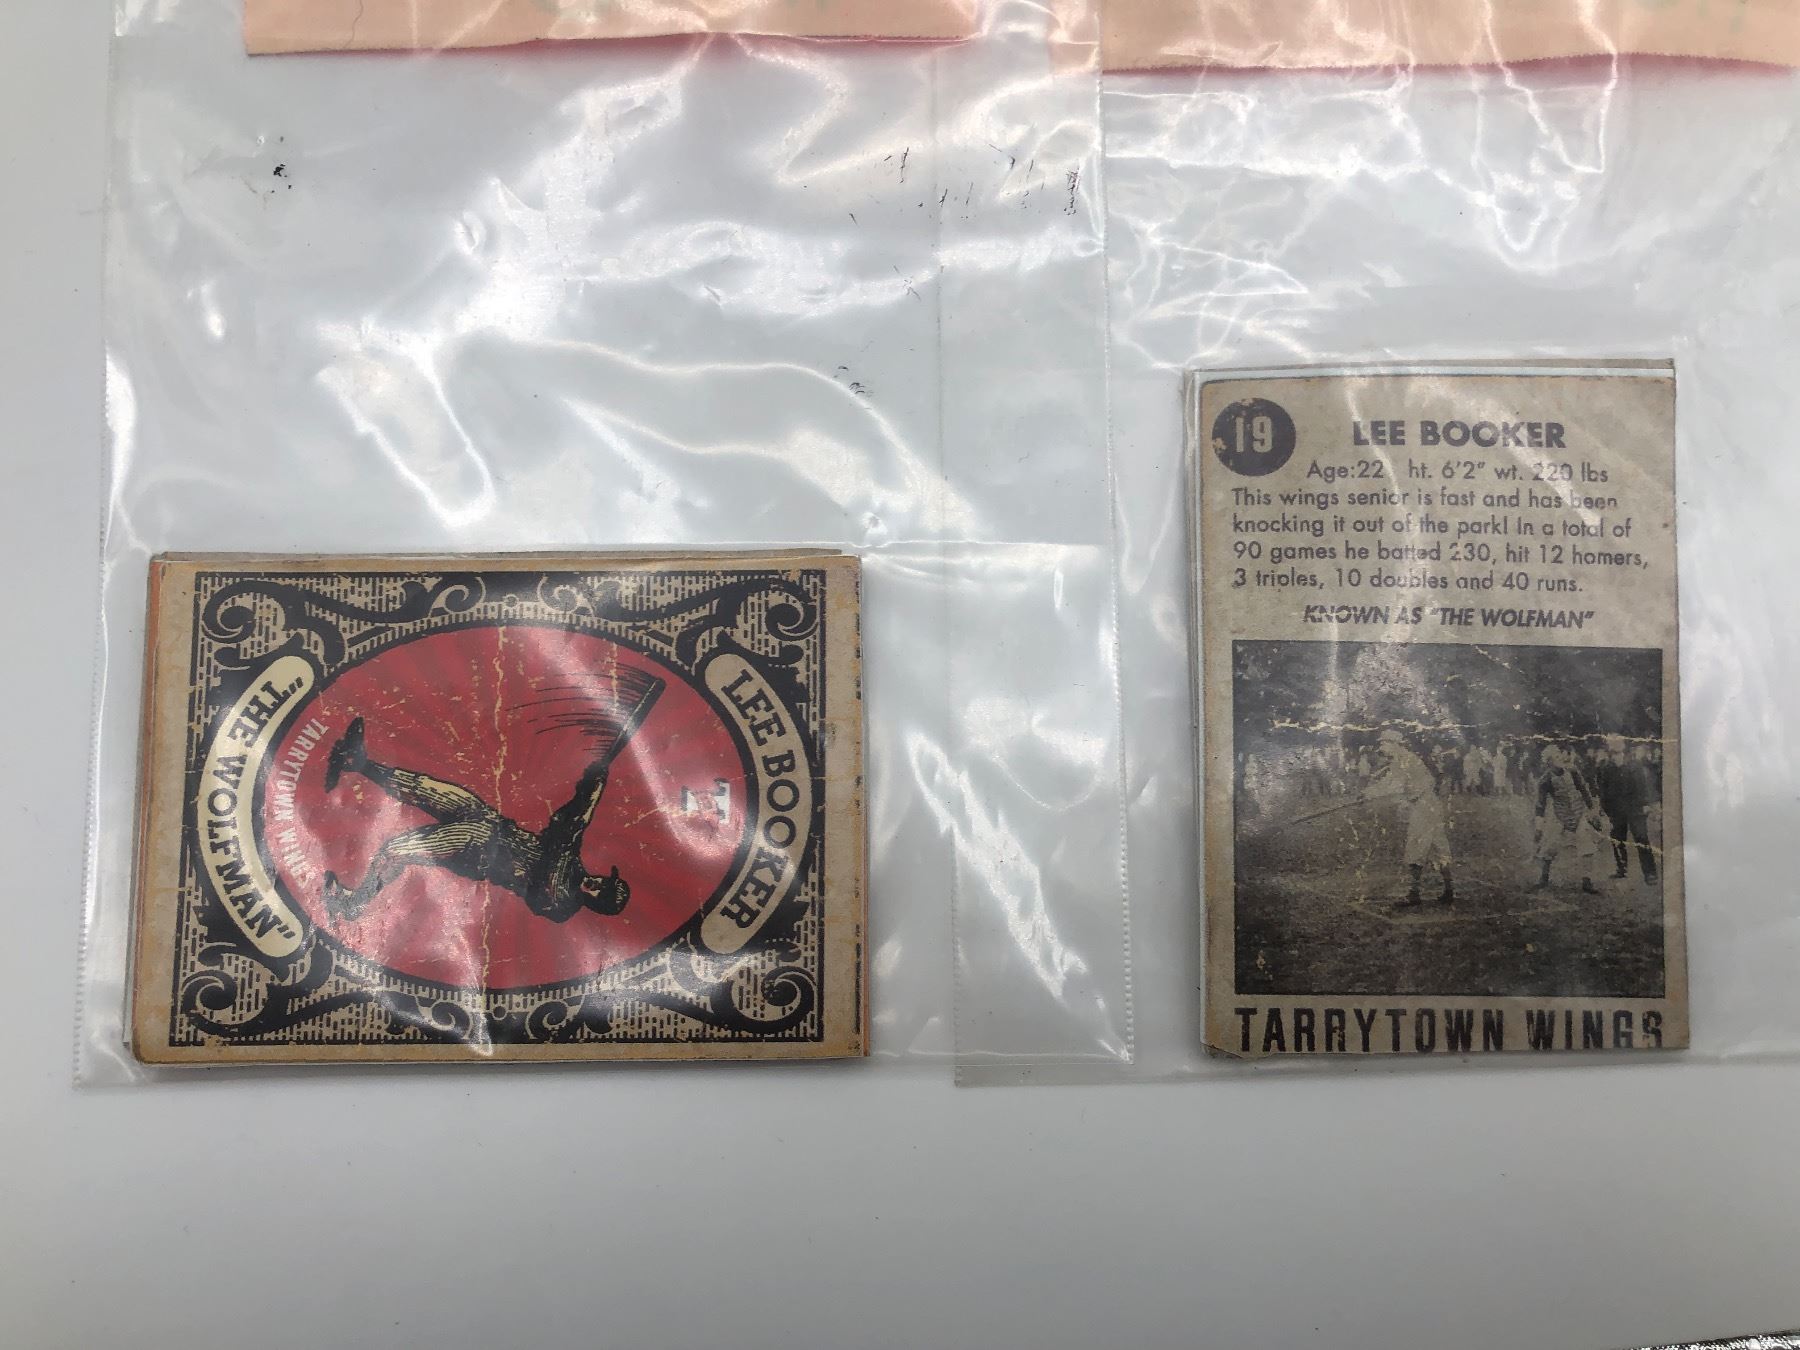 LEE BOOKER
T
TARRYTOWN WINGS
"THE WOLFMAN"
19
LEE BOOKER
Age:22 ht. 6'2" wt. 220 lbs
This wings senior is fast and has been
knocking it out of the park! In a total of
90 games he batted 230, hit 12 homers,
3 triples, 10 doubles and 40 runs.
KNOWN AS "THE WOLFMAN"
TARRYTOWN WINGS